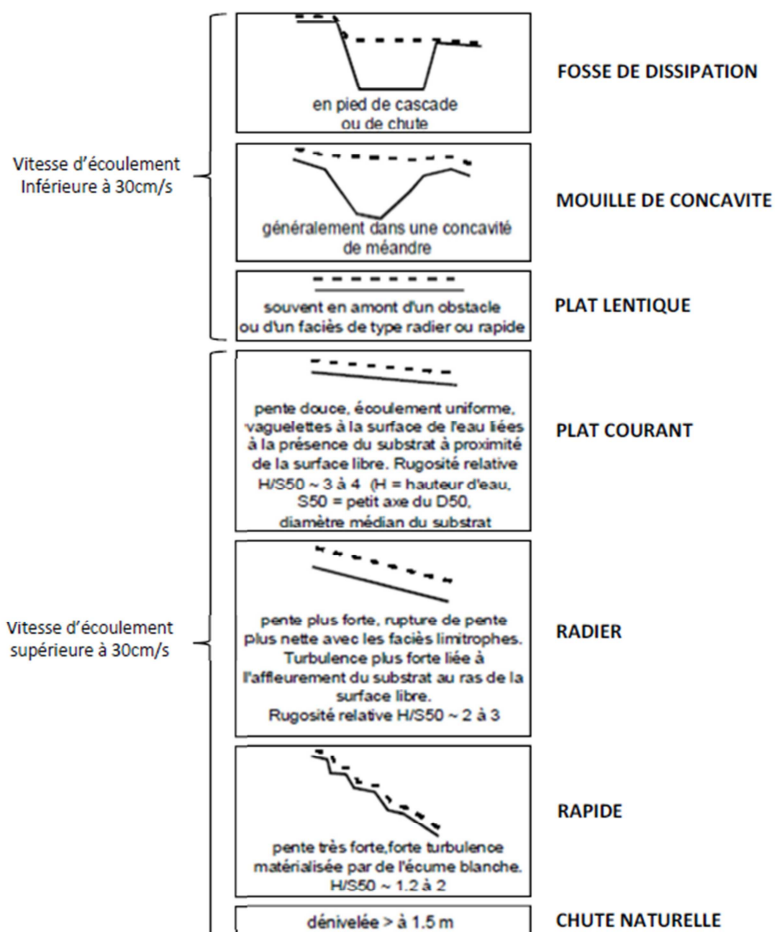 en pied de cascade
ou de chute
FOSSE DE DISSIPATION
Vitesse d'écoulement
Inférieure à 30cm/s
généralement dans une concavité
de méandre
MOUILLE DE CONCAVITE
souvent en amont d'un obstacle
ou d'un faciès de type radier ou rapide
PLAT LENTIQUE
pente douce, écoulement uniforme,
vaguelettes à la surface de l'eau liées
à la présence du substrat à proximité
de la surface libre. Rugosité relative
H/S50 ~ 3 à 4 (H = hauteur d'eau,
S50 = petit axe du D50,
diamètre médian du substrat
PLAT COURANT
Vitesse d'écoulement
supérieure à 30cm/s
pente plus forte, rupture de pente
plus nette avec les faciès limitrophes.
Turbulence plus forte liée à
l'affleurement du substrat au ras de la
surface libre.
Rugosité relative H/S50 ~ 2 à 3
RADIER
pente très forte,forte turbulence
matérialisée par de l'écume blanche.
H/S50 ~ 1.2 à 2
RAPIDE
dénivelée > à 1.5 m
CHUTE NATURELLE